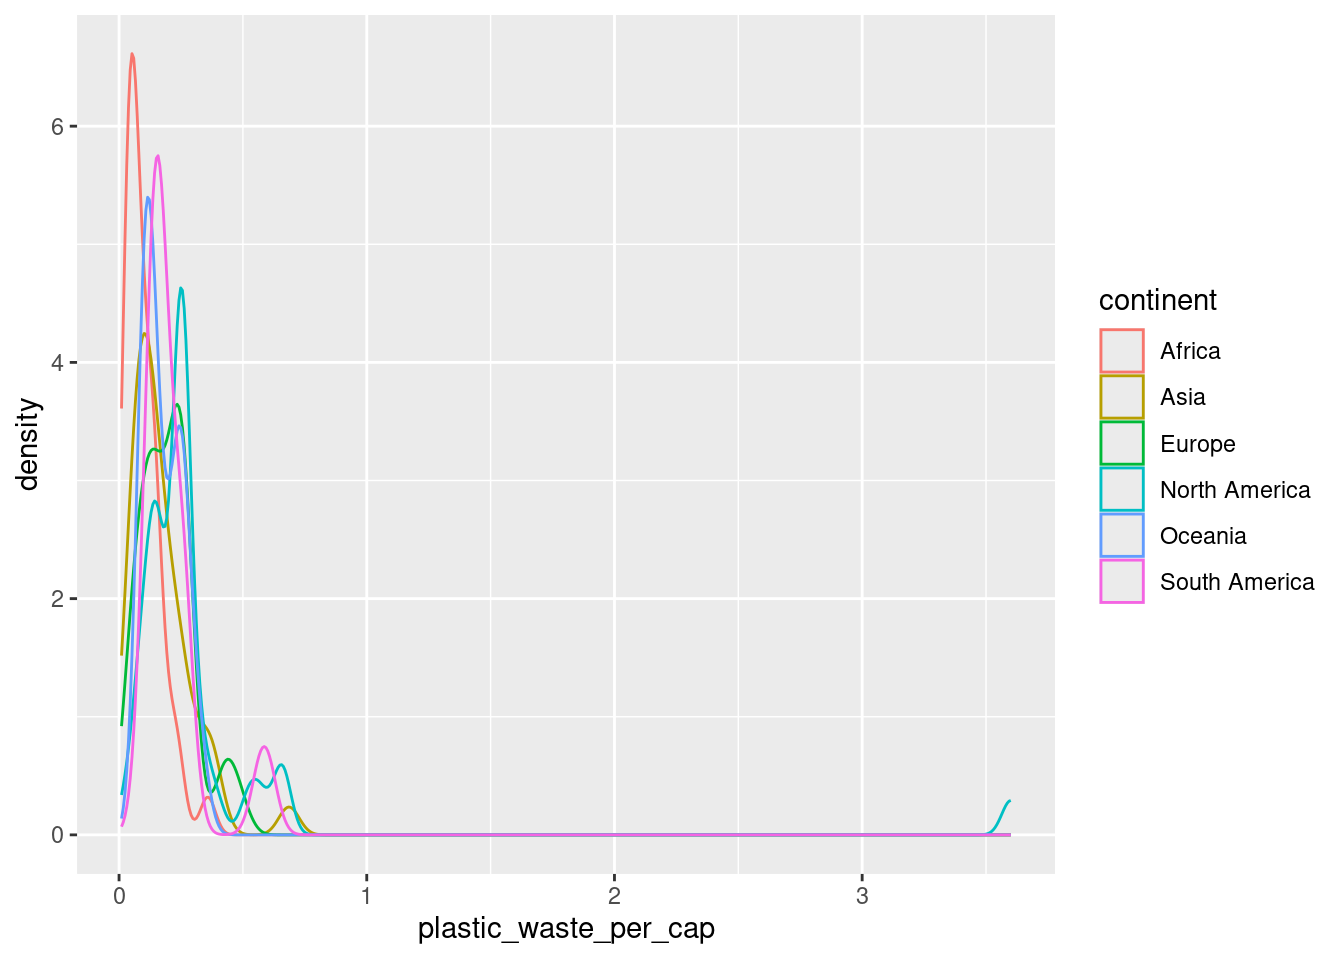 density
6
4
2
0
0
1
2
3
plastic_waste_per_cap
continent
Africa
Asia
Europe
North America
Oceania
South America